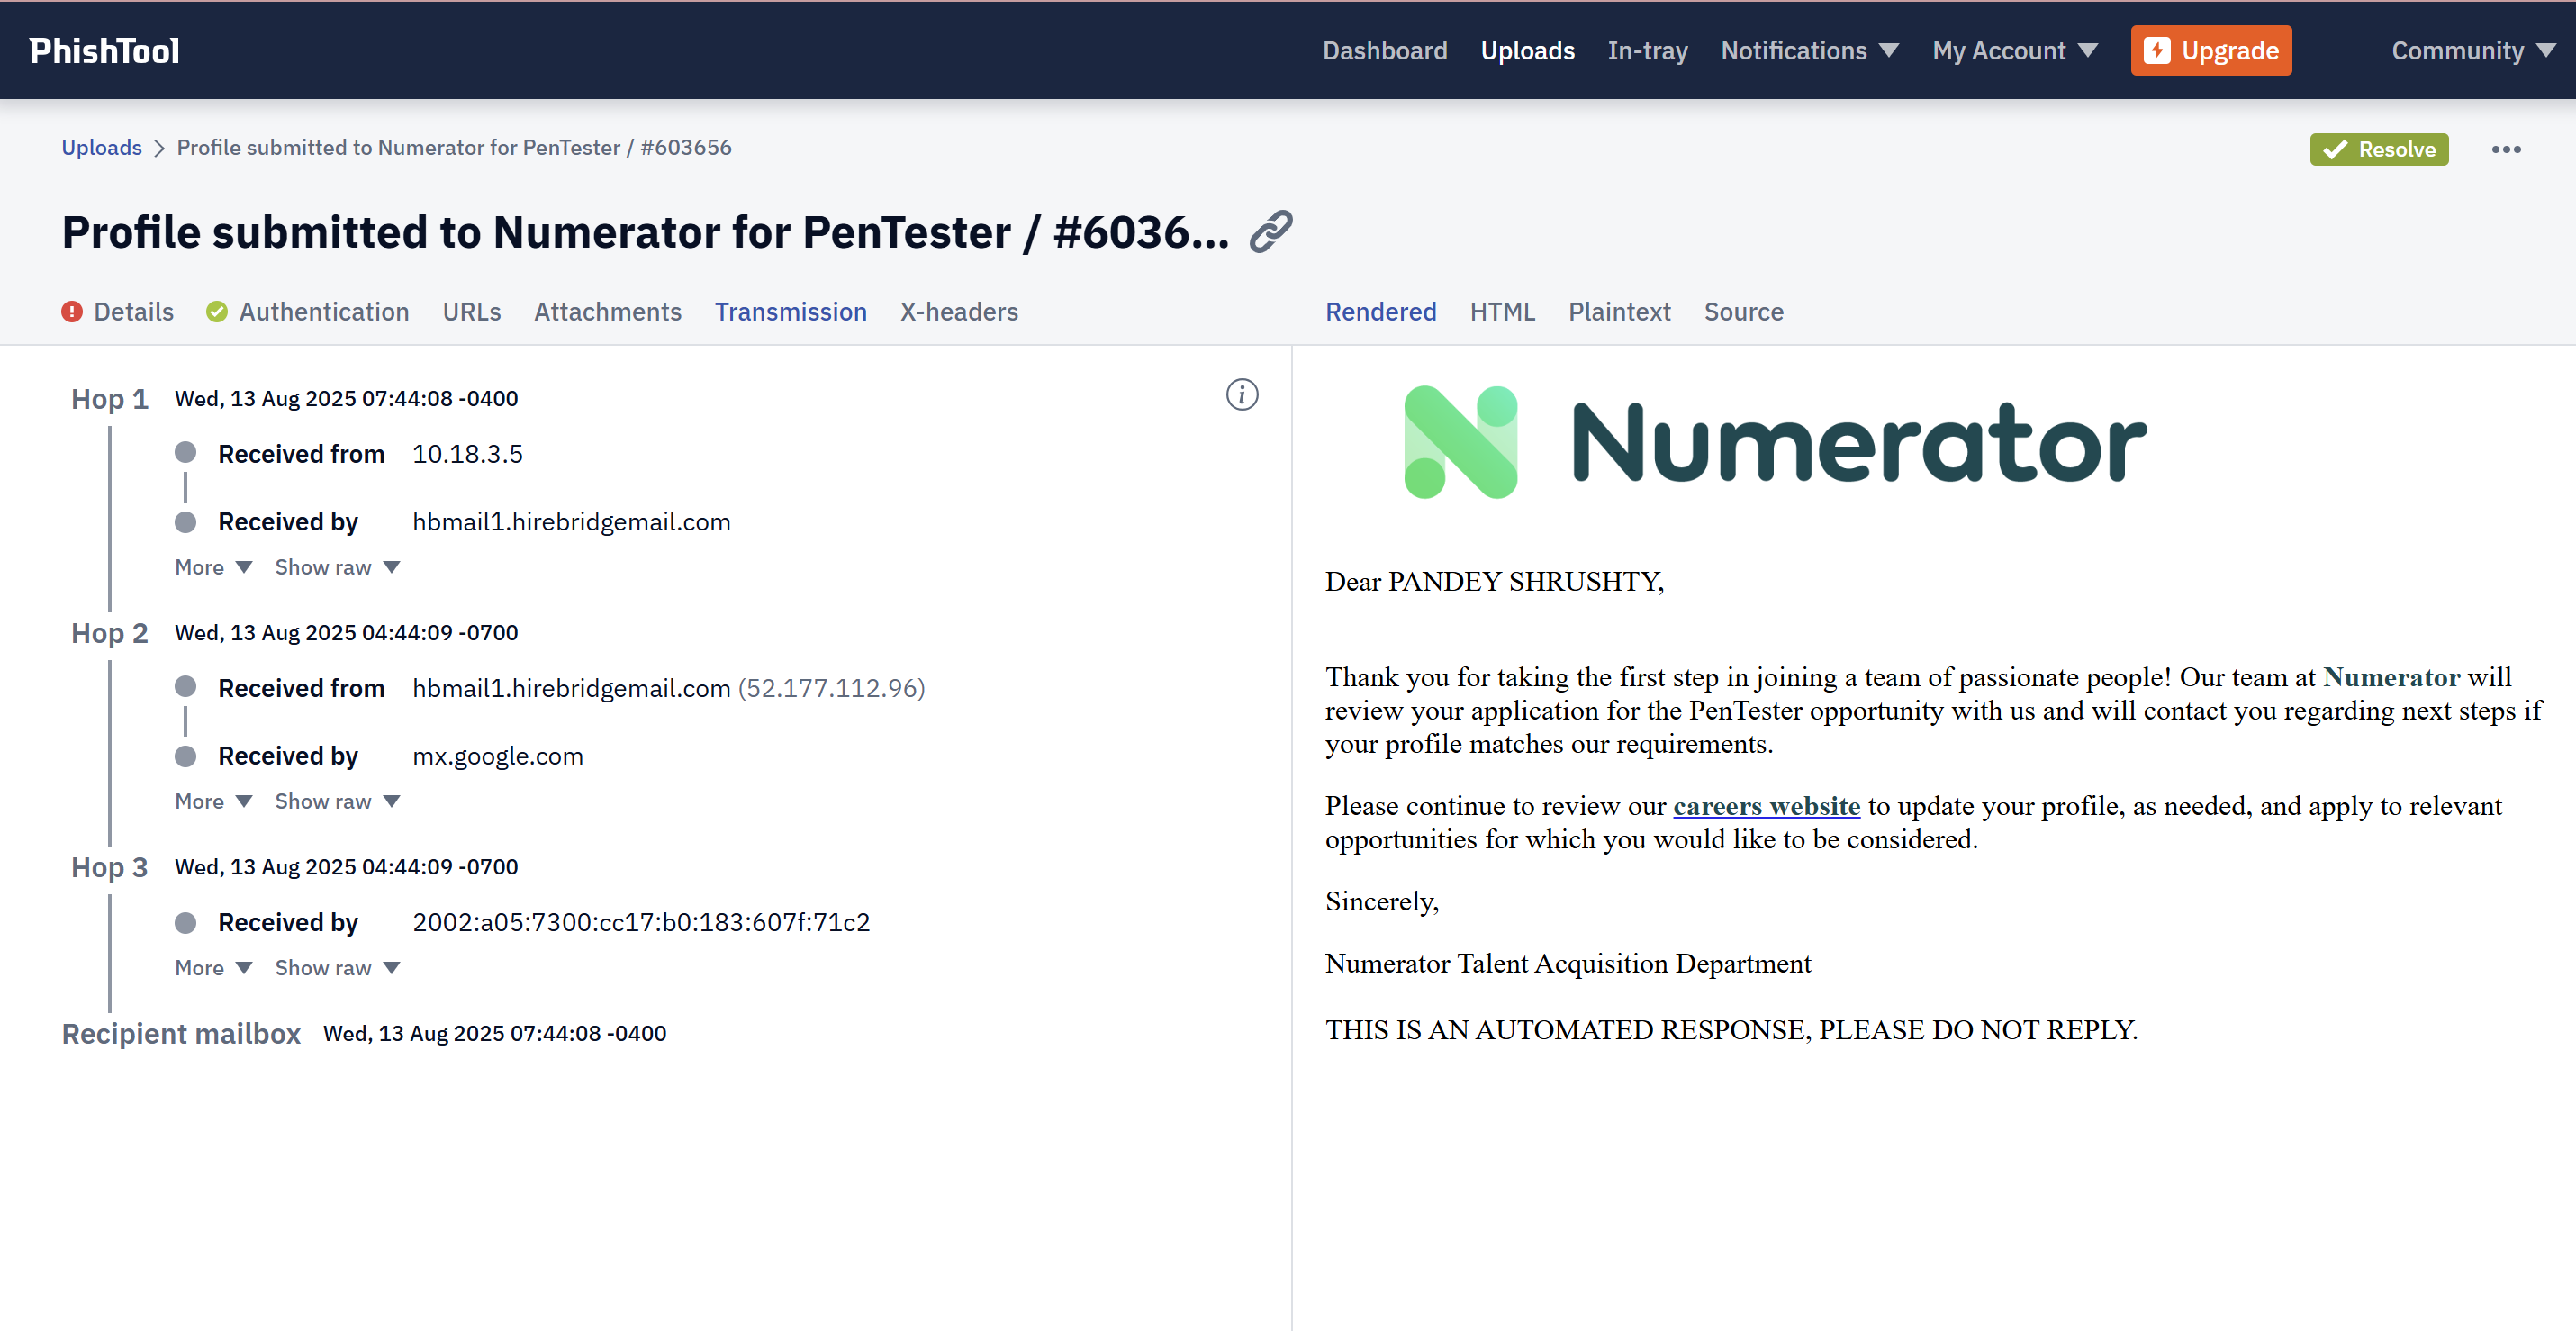 PhishTool
Dashboard Uploads In-tray Notifications My Account Upgrade Community
Uploads > Profile submitted to Numerator for PenTester / #603656
Resolve
Profile submitted to Numerator for PenTester / #6036...
Details Authentication URLs Attachments Transmission X-headers
Rendered HTML Plaintext Source
Hop 1 Wed, 13 Aug 2025 07:44:08 -0400
Received from 10.18.3.5
Received by hbmail1.hirebridgemail.com
More Show raw
Hop 2 Wed, 13 Aug 2025 04:44:09 -0700
Received from hbmail1.hirebridgemail.com (52.177.112.96)
Received by mx.google.com
More Show raw
Hop 3 Wed, 13 Aug 2025 04:44:09 -0700
Received by 2002:a05:7300:cc17:b0:183:607f:71c2
More Show raw
Recipient mailbox Wed, 13 Aug 2025 07:44:08 -0400
Numerator
Dear PANDEY SHRUSHTY,
Thank you for taking the first step in joining a team of passionate people! Our team at Numerator will
review your application for the PenTester opportunity with us and will contact you regarding next steps if
your profile matches our requirements.
Please continue to review our careers website to update your profile, as needed, and apply to relevant
opportunities for which you would like to be considered.
Sincerely,
Numerator Talent Acquisition Department
THIS IS AN AUTOMATED RESPONSE, PLEASE DO NOT REPLY.